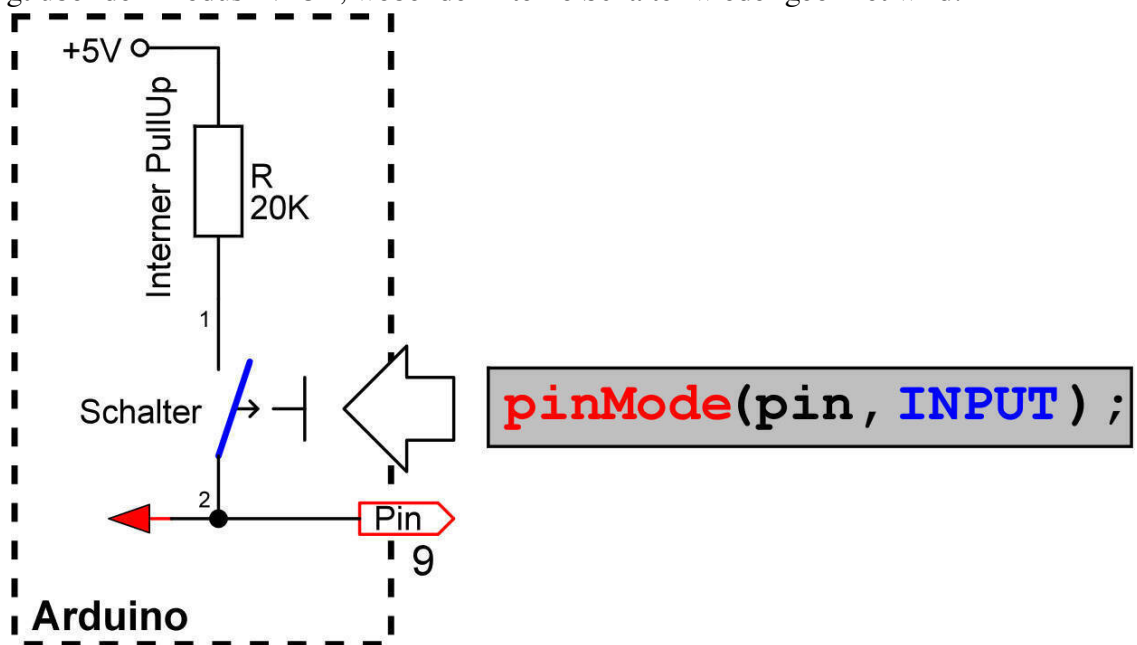 +5V
Interner PullUp
R
20K
1
Schalter
pinMode(pin, INPUT);
2
Pin
9
Arduino